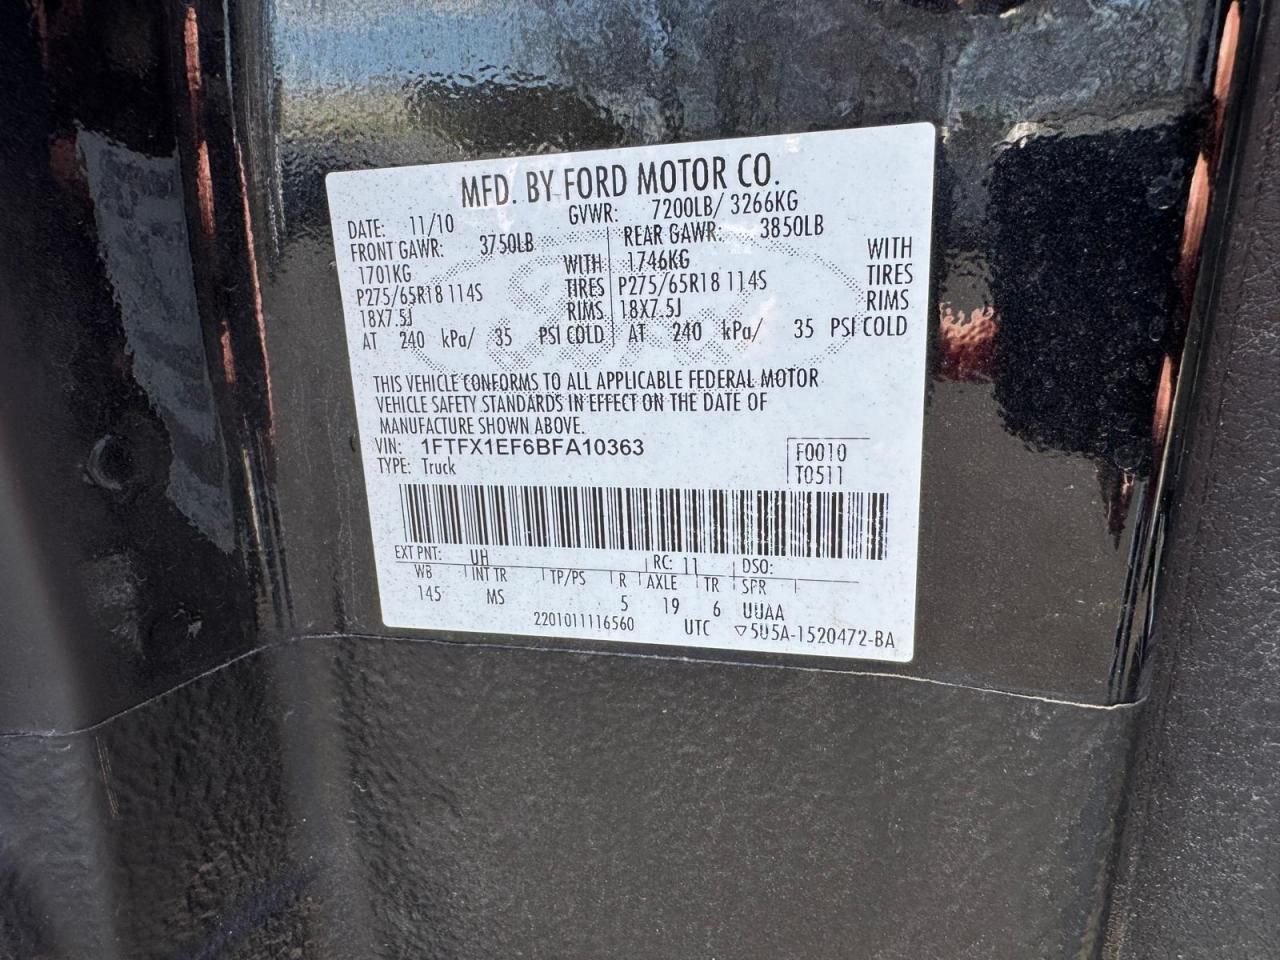 MFD. BY FORD MOTOR CO.
DATE: 11/10 GVWR: 7200LB/ 3266KG
FRONT GAWR: 3750LB REAR GAWR: 3850LB
1701KG WITH 1746KG WITH
P275/65R18 114S TIRES P275/65R18 114S TIRES
18X7.5J RIMS 18X7.5J RIMS
AT 240 kPa/ 35 PSI COLD AT 240 kPa/ 35 PSI COLD
THIS VEHICLE CONFORMS TO ALL APPLICABLE FEDERAL MOTOR
VEHICLE SAFETY STANDARDS IN EFFECT ON THE DATE OF
MANUFACTURE SHOWN ABOVE.
VIN: 1FTFX1EF6BFA10363 F0010
TYPE: Truck T0511
EXT PNT: UH RC: 11 DSO:
WB INT TR TP/PS R AXLE TR SPR
145 MS 5 19 6 UUAA
2201011116560 UTC ▽5U5A-1520472-BA